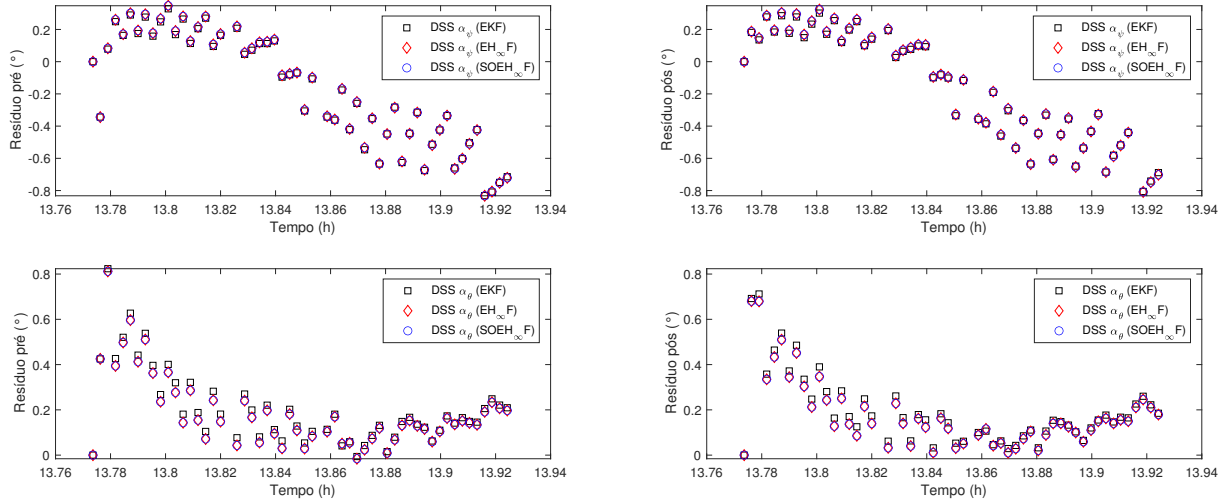 Resíduo pré (°)
0.2
0
-0.2
-0.4
-0.6
-0.8
DSS α_ψ (EKF)
DSS α_ψ (EH∞F)
DSS α_ψ (SOEH∞F)
13.76 13.78 13.8 13.82 13.84 13.86 13.88 13.9 13.92 13.94
Tempo (h)
Resíduo pós (°)
0.2
0
-0.2
-0.4
-0.6
-0.8
DSS α_ψ (EKF)
DSS α_ψ (EH∞F)
DSS α_ψ (SOEH∞F)
13.76 13.78 13.8 13.82 13.84 13.86 13.88 13.9 13.92 13.94
Tempo (h)
Resíduo pré (°)
0.8
0.6
0.4
0.2
0
DSS α_θ (EKF)
DSS α_θ (EH∞F)
DSS α_θ (SOEH∞F)
13.76 13.78 13.8 13.82 13.84 13.86 13.88 13.9 13.92 13.94
Tempo (h)
Resíduo pós (°)
0.8
0.6
0.4
0.2
0
DSS α_θ (EKF)
DSS α_θ (EH∞F)
DSS α_θ (SOEH∞F)
13.76 13.78 13.8 13.82 13.84 13.86 13.88 13.9 13.92 13.94
Tempo (h)